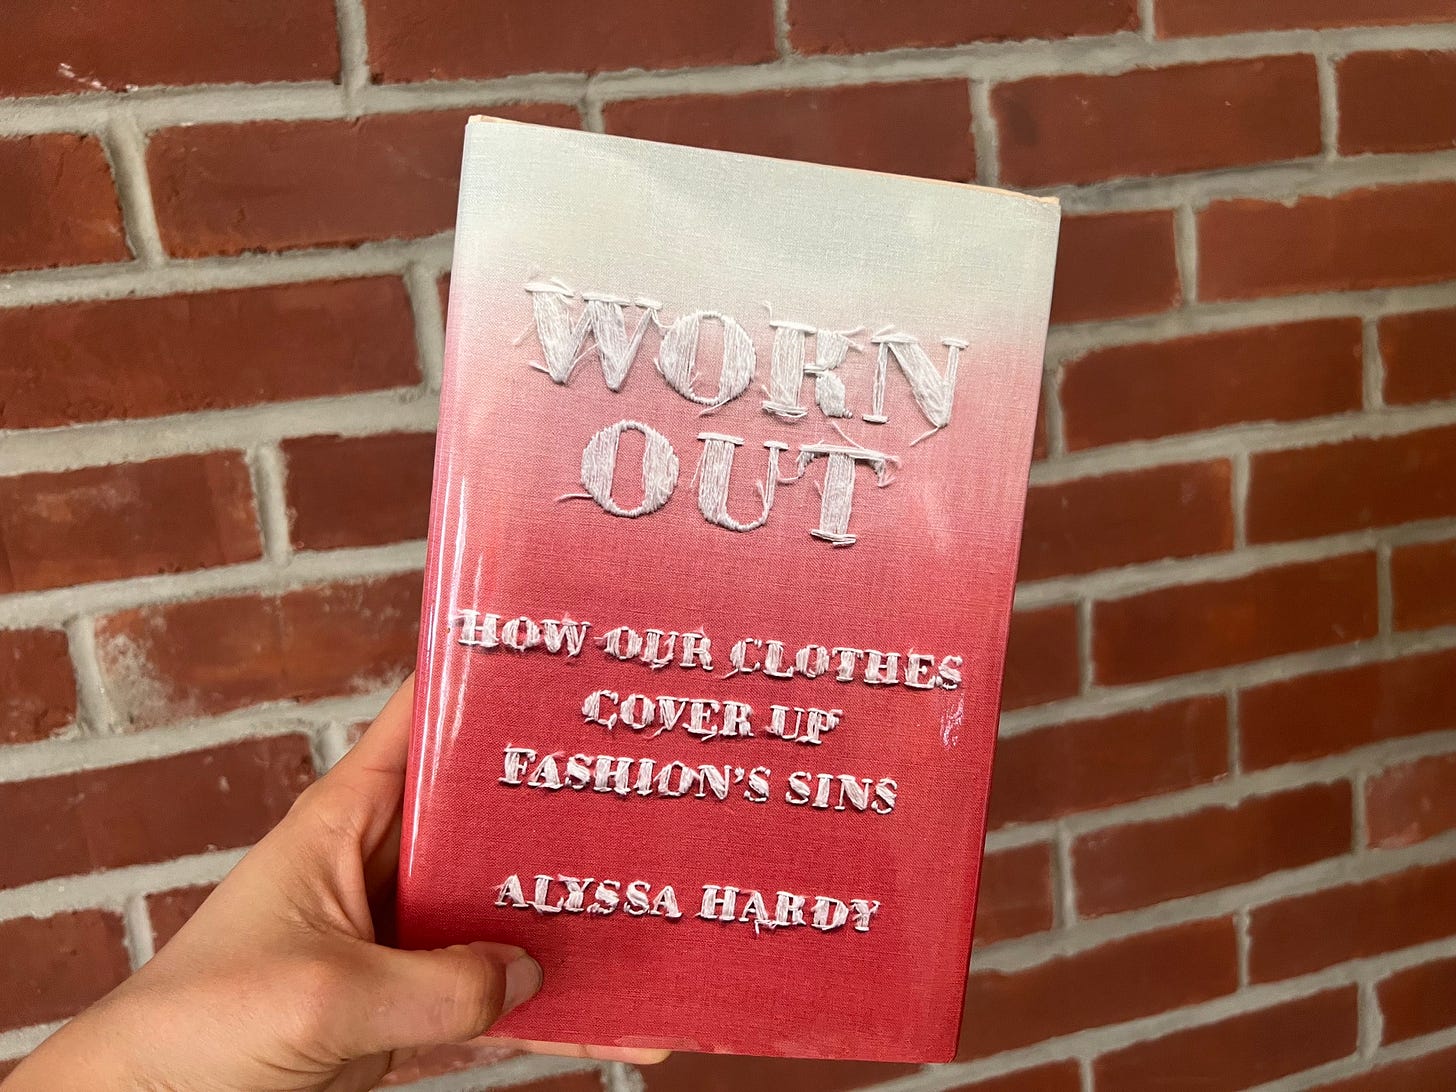 WORN
OUT
HOW OUR CLOTHES
COVER UP
FASHION'S SINS
ALYSSA HARDY